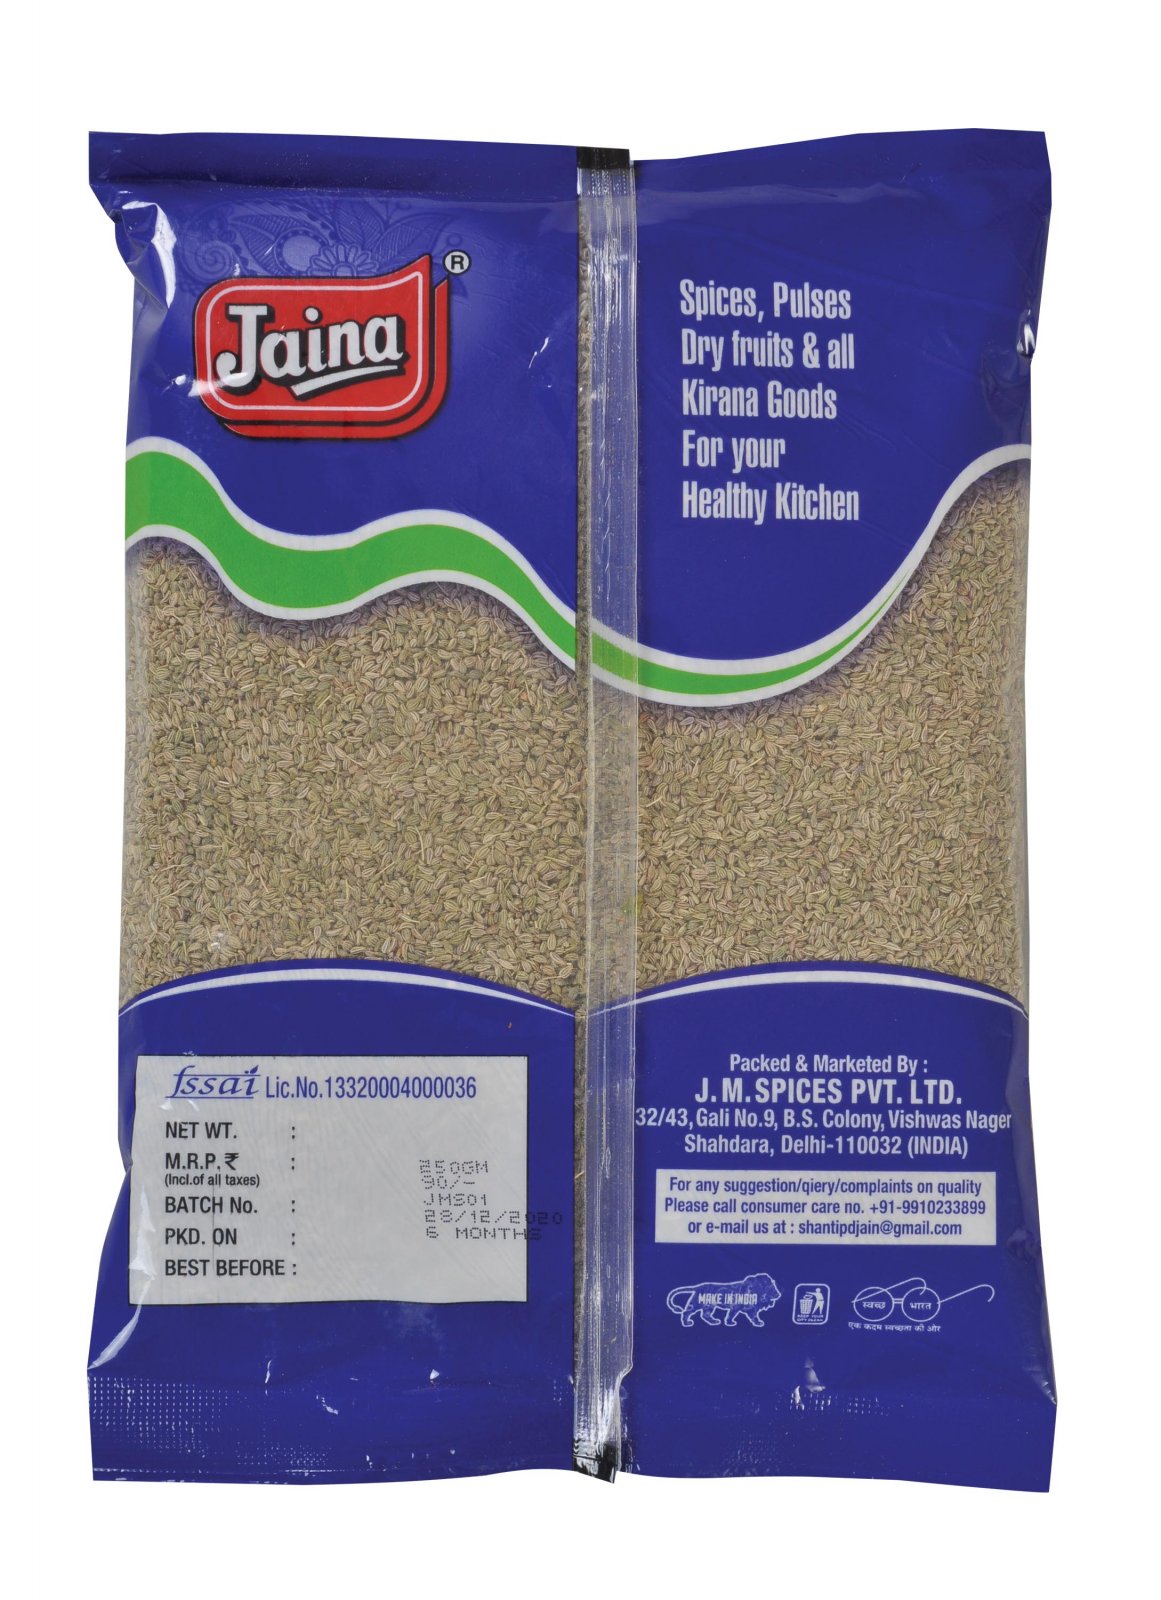 Jaina ®
Spices, Pulses
Dry fruits & all
Kirana Goods
For your
Healthy Kitchen
fssai Lic.No.13320004000036
NET WT. :
M.R.P. ₹ :
(Incl.of all taxes)
BATCH No. :
PKD. ON :
BEST BEFORE :
250GM
90/-
JMS01
28/12/2020
6 MONTHS
Packed & Marketed By :
J.M.SPICES PVT. LTD.
32/43, Gali No.9, B.S. Colony, Vishwas Nager
Shahdara, Delhi-110032 (INDIA)
For any suggestion/qiery/complaints on quality
Please call consumer care no. +91-9910233899
or e-mail us at : shantipdjain@gmail.com
MAKE IN INDIA
KEEP YOUR
CITY CLEAN
स्वच्छ भारत
एक कदम स्वच्छता की ओर